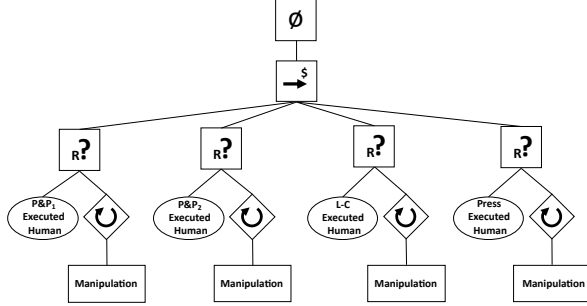 Ø
$
R?
R?
R?
R?
P&P1
Executed
Human
P&P2
Executed
Human
L-C
Executed
Human
Press
Executed
Human
Manipulation
Manipulation
Manipulation
Manipulation